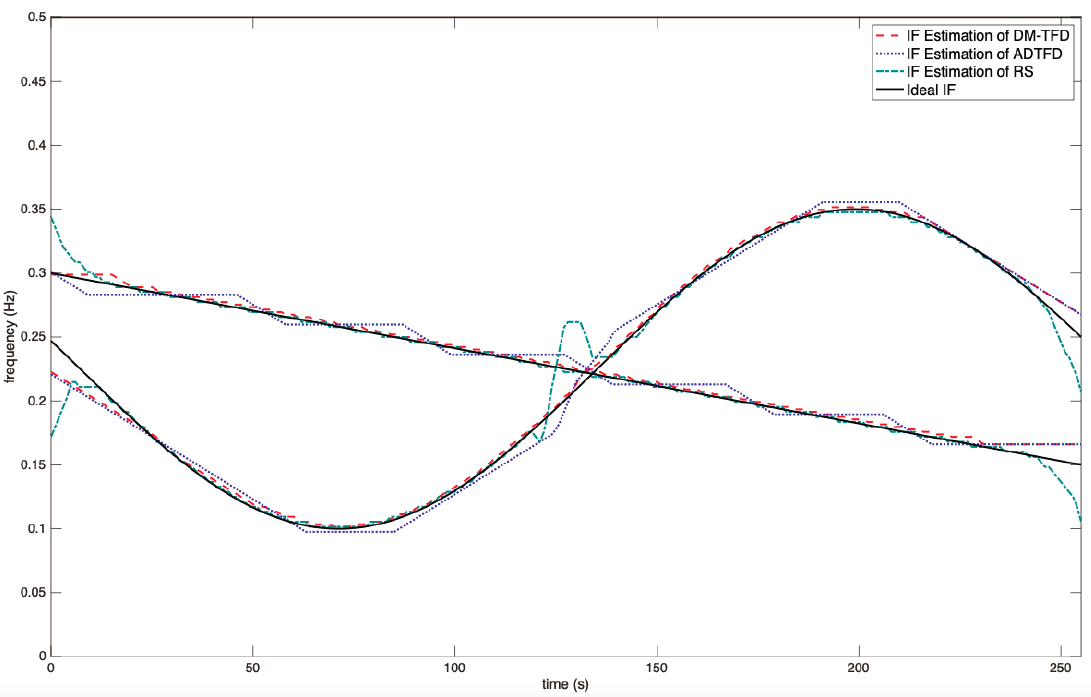 0.5
0.45
0.4
0.35
0.3
0.25
0.2
0.15
0.1
0.05
0
frequency (Hz)
IF Estimation of DM-TFD
IF Estimation of ADTFD
IF Estimation of RS
Ideal IF
0 50 100 150 200 250
time (s)